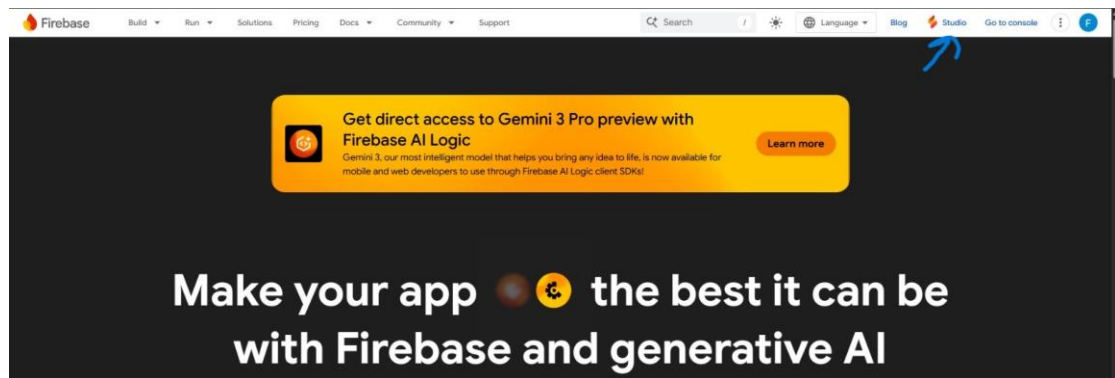 Firebase Build Run Solutions Pricing Docs Community Support Search / Language Blog Studio Go to console F
Get direct access to Gemini 3 Pro preview with
Firebase AI Logic
Gemini 3, our most intelligent model that helps you bring any idea to life, is now available for
mobile and web developers to use through Firebase AI Logic client SDKs!
Learn more
Make your app the best it can be
with Firebase and generative AI